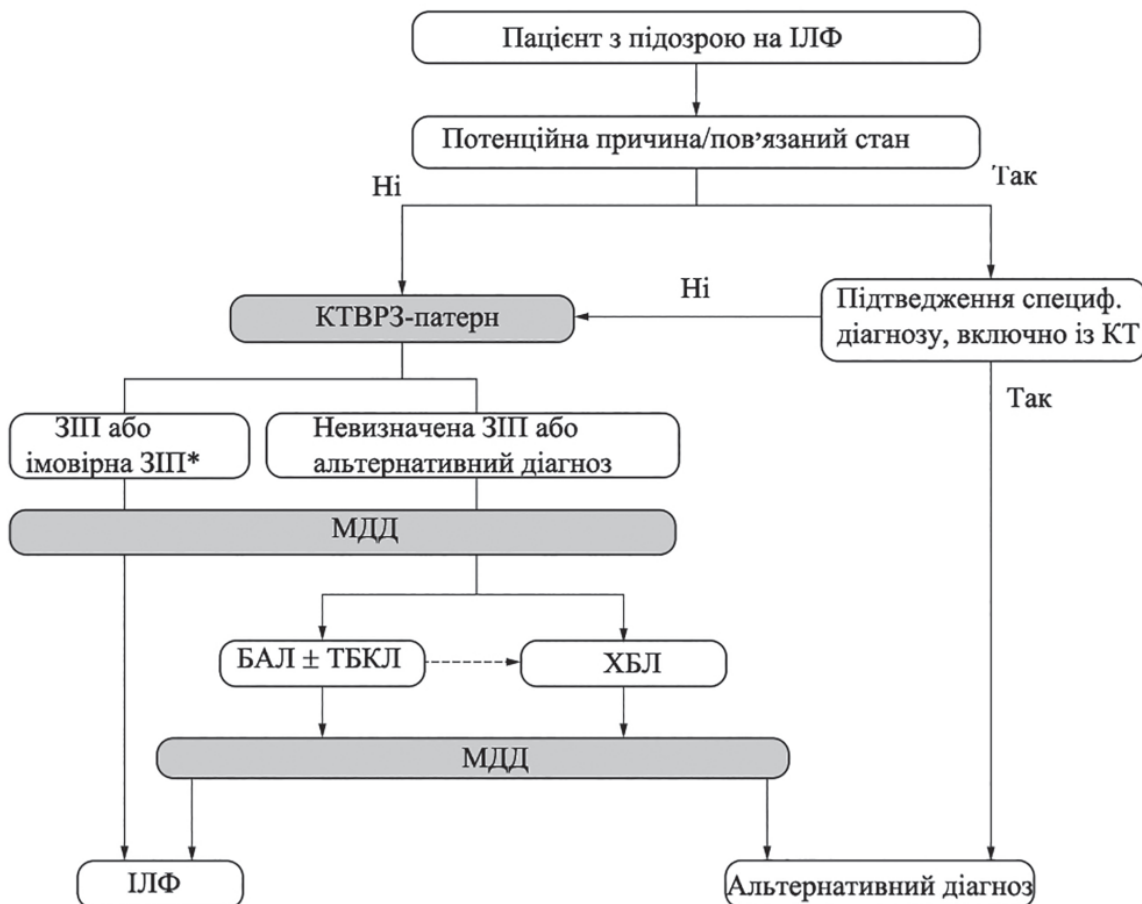 Пацієнт з підозрою на ІЛФ
Потенційна причина/пов’язаний стан
Ні
Так
КТВРЗ-патерн
Ні
Підтведження специф.
діагнозу, включно із КТ
Так
ЗІП або
імовірна ЗІП*
Невизначена ЗІП або
альтернативний діагноз
МДД
БАЛ ± ТБКЛ
ХБЛ
МДД
ІЛФ
Альтернативний діагноз